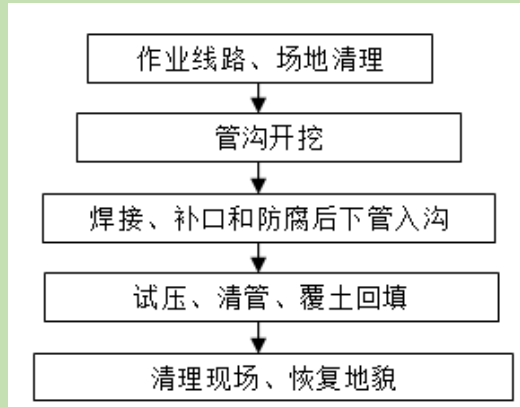 作业线路、场地清理
管沟开挖
焊接、补口和防腐后下管入沟
试压、清管、覆土回填
清理现场、恢复地貌